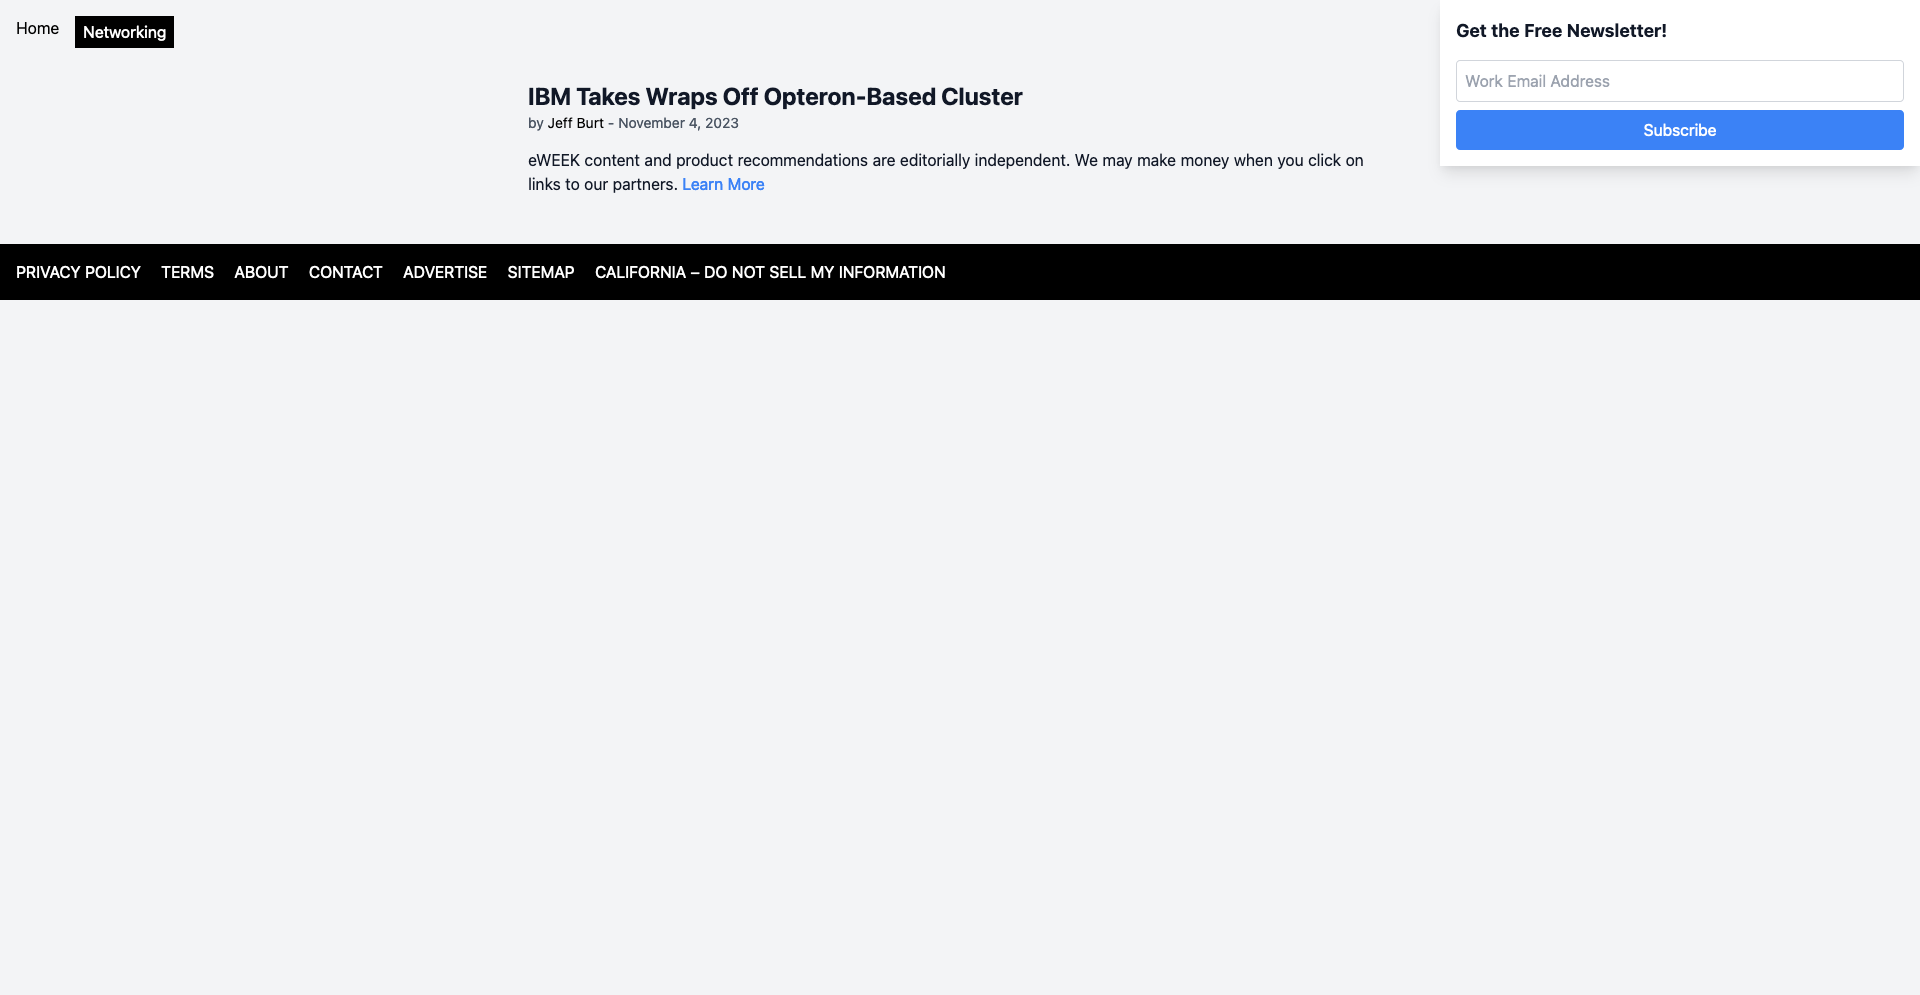 Home
Networking
IBM Takes Wraps Off Opteron-Based Cluster
by Jeff Burt - November 4, 2023
eWEEK content and product recommendations are editorially independent. We may make money when you click on
links to our partners. Learn More
Get the Free Newsletter!
Work Email Address
Subscribe
PRIVACY POLICY TERMS ABOUT CONTACT ADVERTISE SITEMAP CALIFORNIA – DO NOT SELL MY INFORMATION